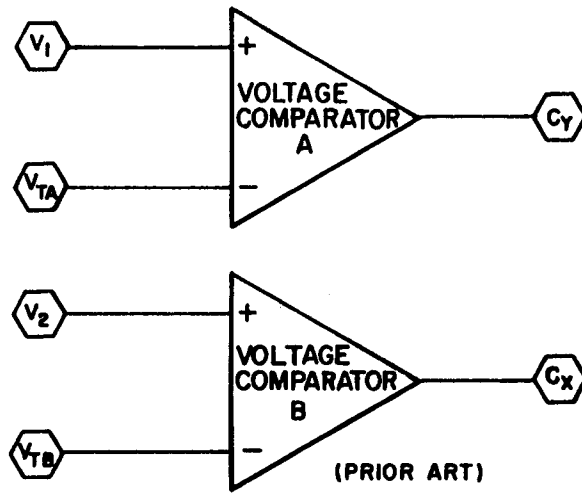 V1
+
VOLTAGE
COMPARATOR
A
CY
VTA
−
V2
+
VOLTAGE
COMPARATOR
B
CX
VTB
−
(PRIOR ART)